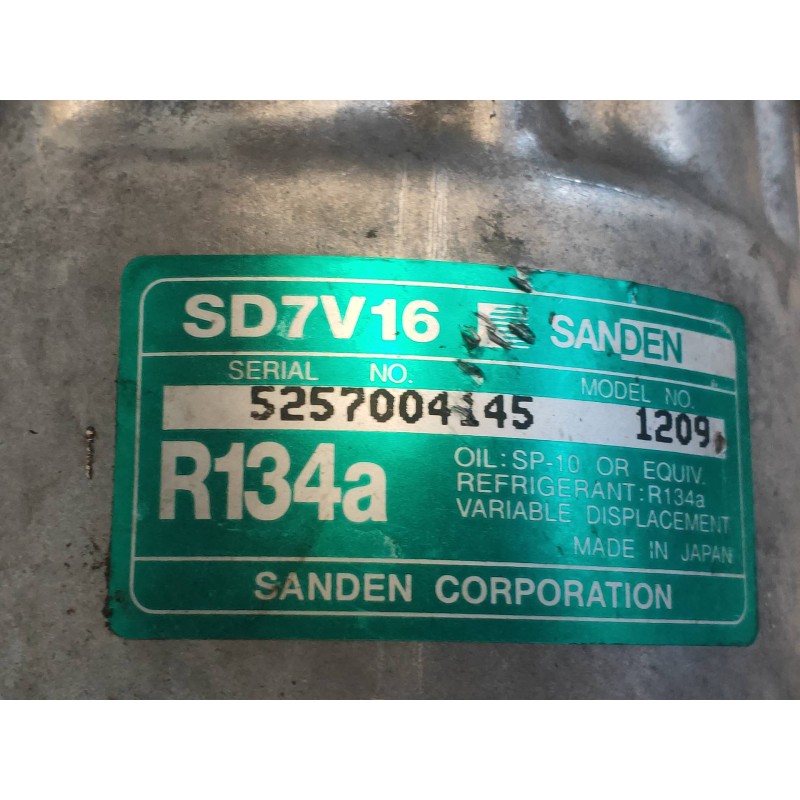 SD7V16 SANDEN
SERIAL NO. MODEL NO.
5257004145 1209
R134a
OIL: SP-10 OR EQUIV.
REFRIGERANT: R134a
VARIABLE DISPLACEMENT
MADE IN JAPAN
SANDEN CORPORATION